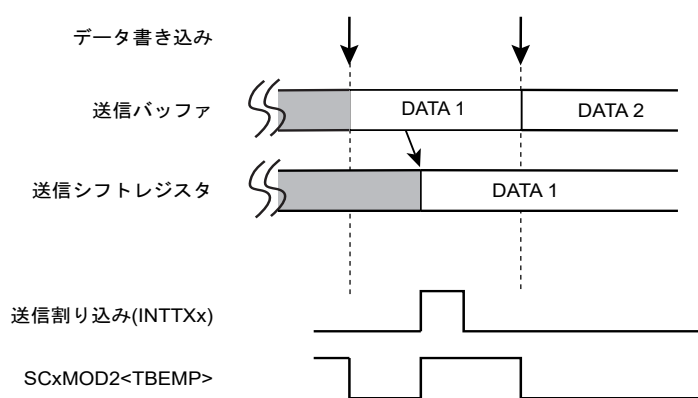 データ書き込み
送信バッファ
DATA 1
DATA 2
送信シフトレジスタ
DATA 1
送信割り込み(INTTXx)
SCxMOD2<TBEMP>